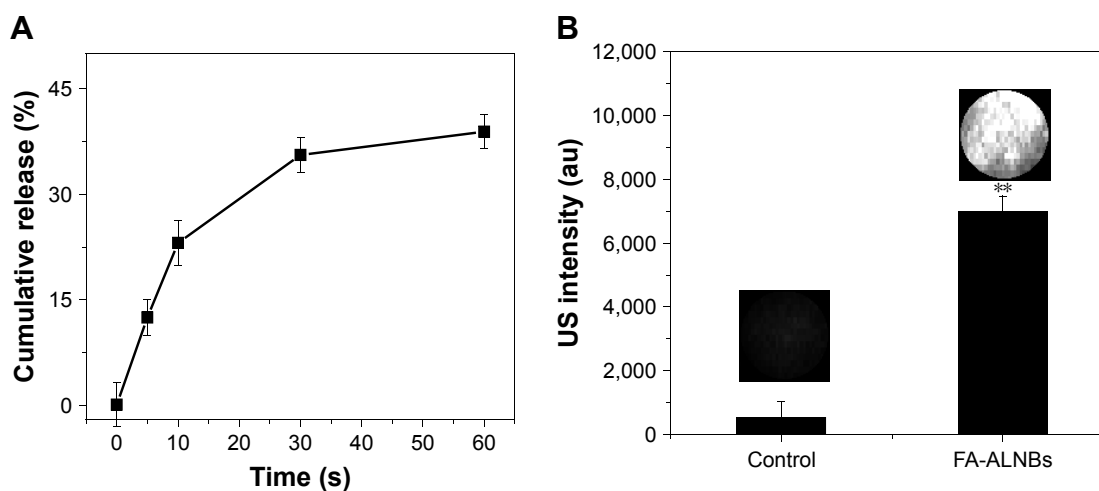 A
Cumulative release (%)
45
30
15
0
0 10 20 30 40 50 60
Time (s)
B
US intensity (au)
12,000
10,000
8,000
6,000
4,000
2,000
0
**
Control FA-ALNBs